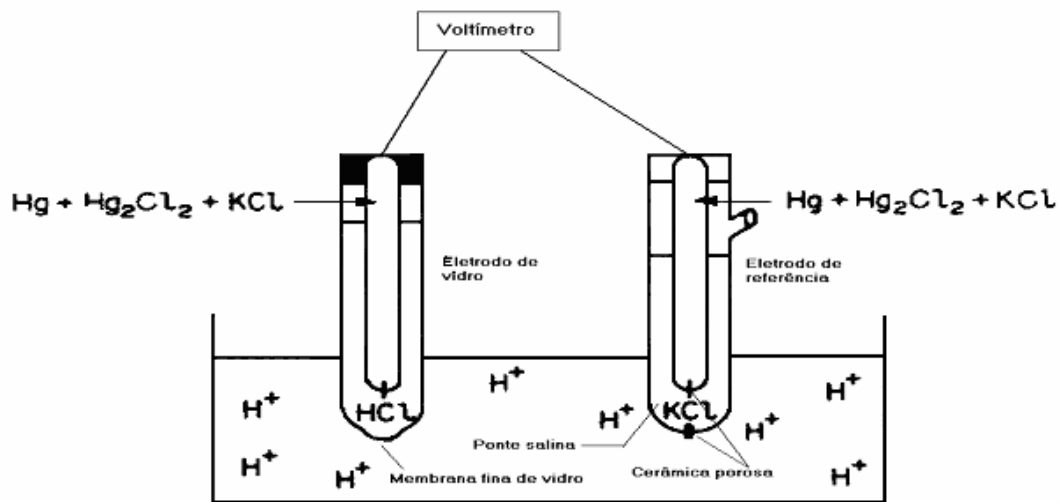 Voltímetro
Hg + Hg₂Cl₂ + KCl
Hg + Hg₂Cl₂ + KCl
Eletrodo de
vidro
Eletrodo de
referência
H⁺
H⁺
H⁺
H⁺
HCl
KCl
H⁺
Ponte salina
H⁺
H⁺
H⁺
Membrana fina de vidro
Cerâmica porosa